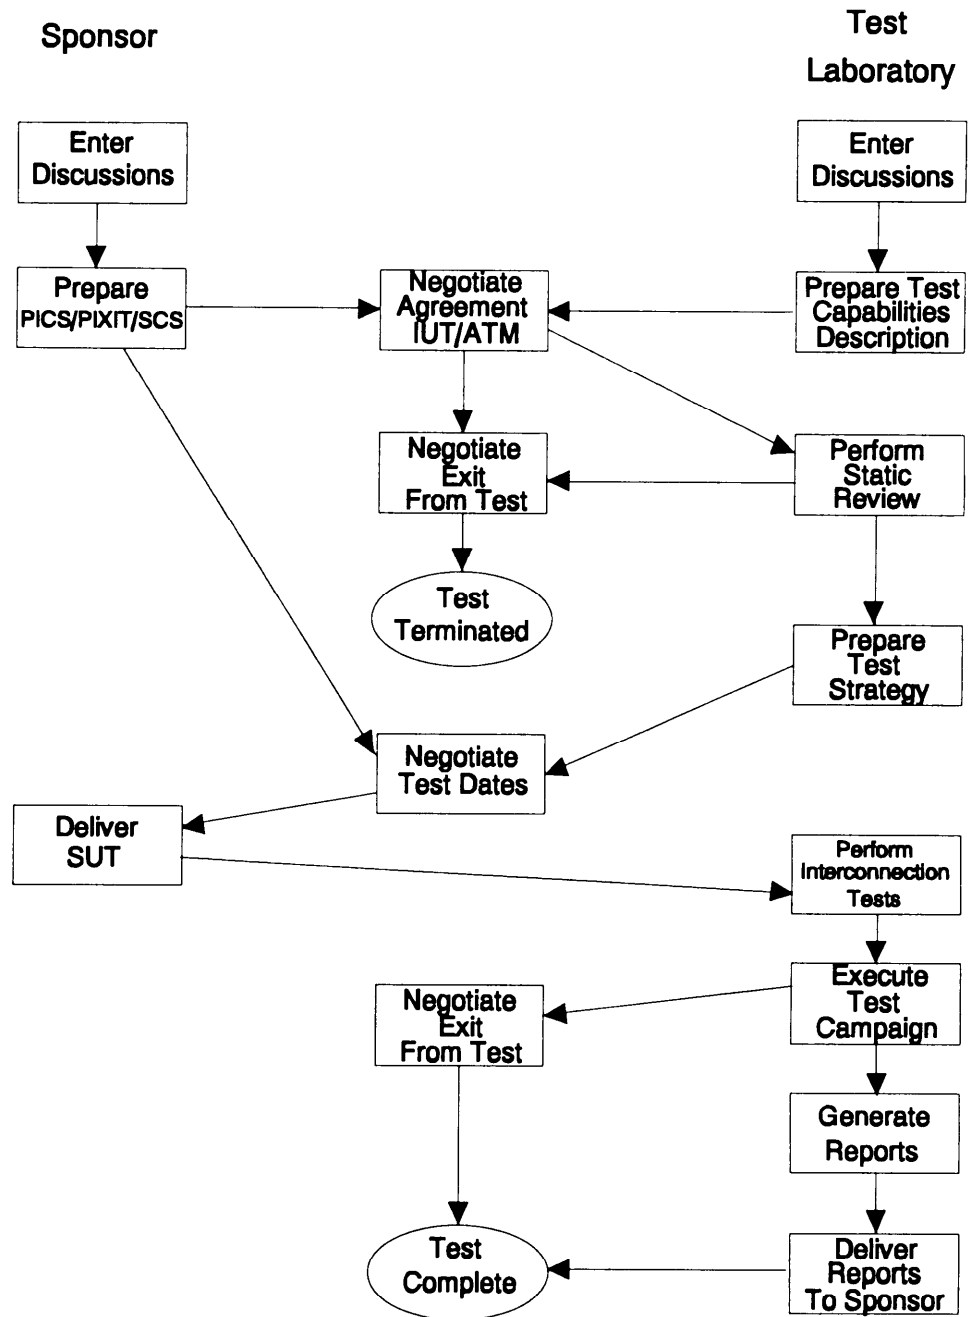 Sponsor
Test
Laboratory
Enter
Discussions
Enter
Discussions
Prepare
PICS/PIXIT/SCS
Negotiate
Agreement
IUT/ATM
Prepare Test
Capabilities
Description
Negotiate
Exit
From Test
Perform
Static
Review
Test
Terminated
Prepare
Test
Strategy
Negotiate
Test Dates
Deliver
SUT
Perform
Interconnection
Tests
Negotiate
Exit
From Test
Execute
Test
Campaign
Generate
Reports
Test
Complete
Deliver
Reports
To Sponsor